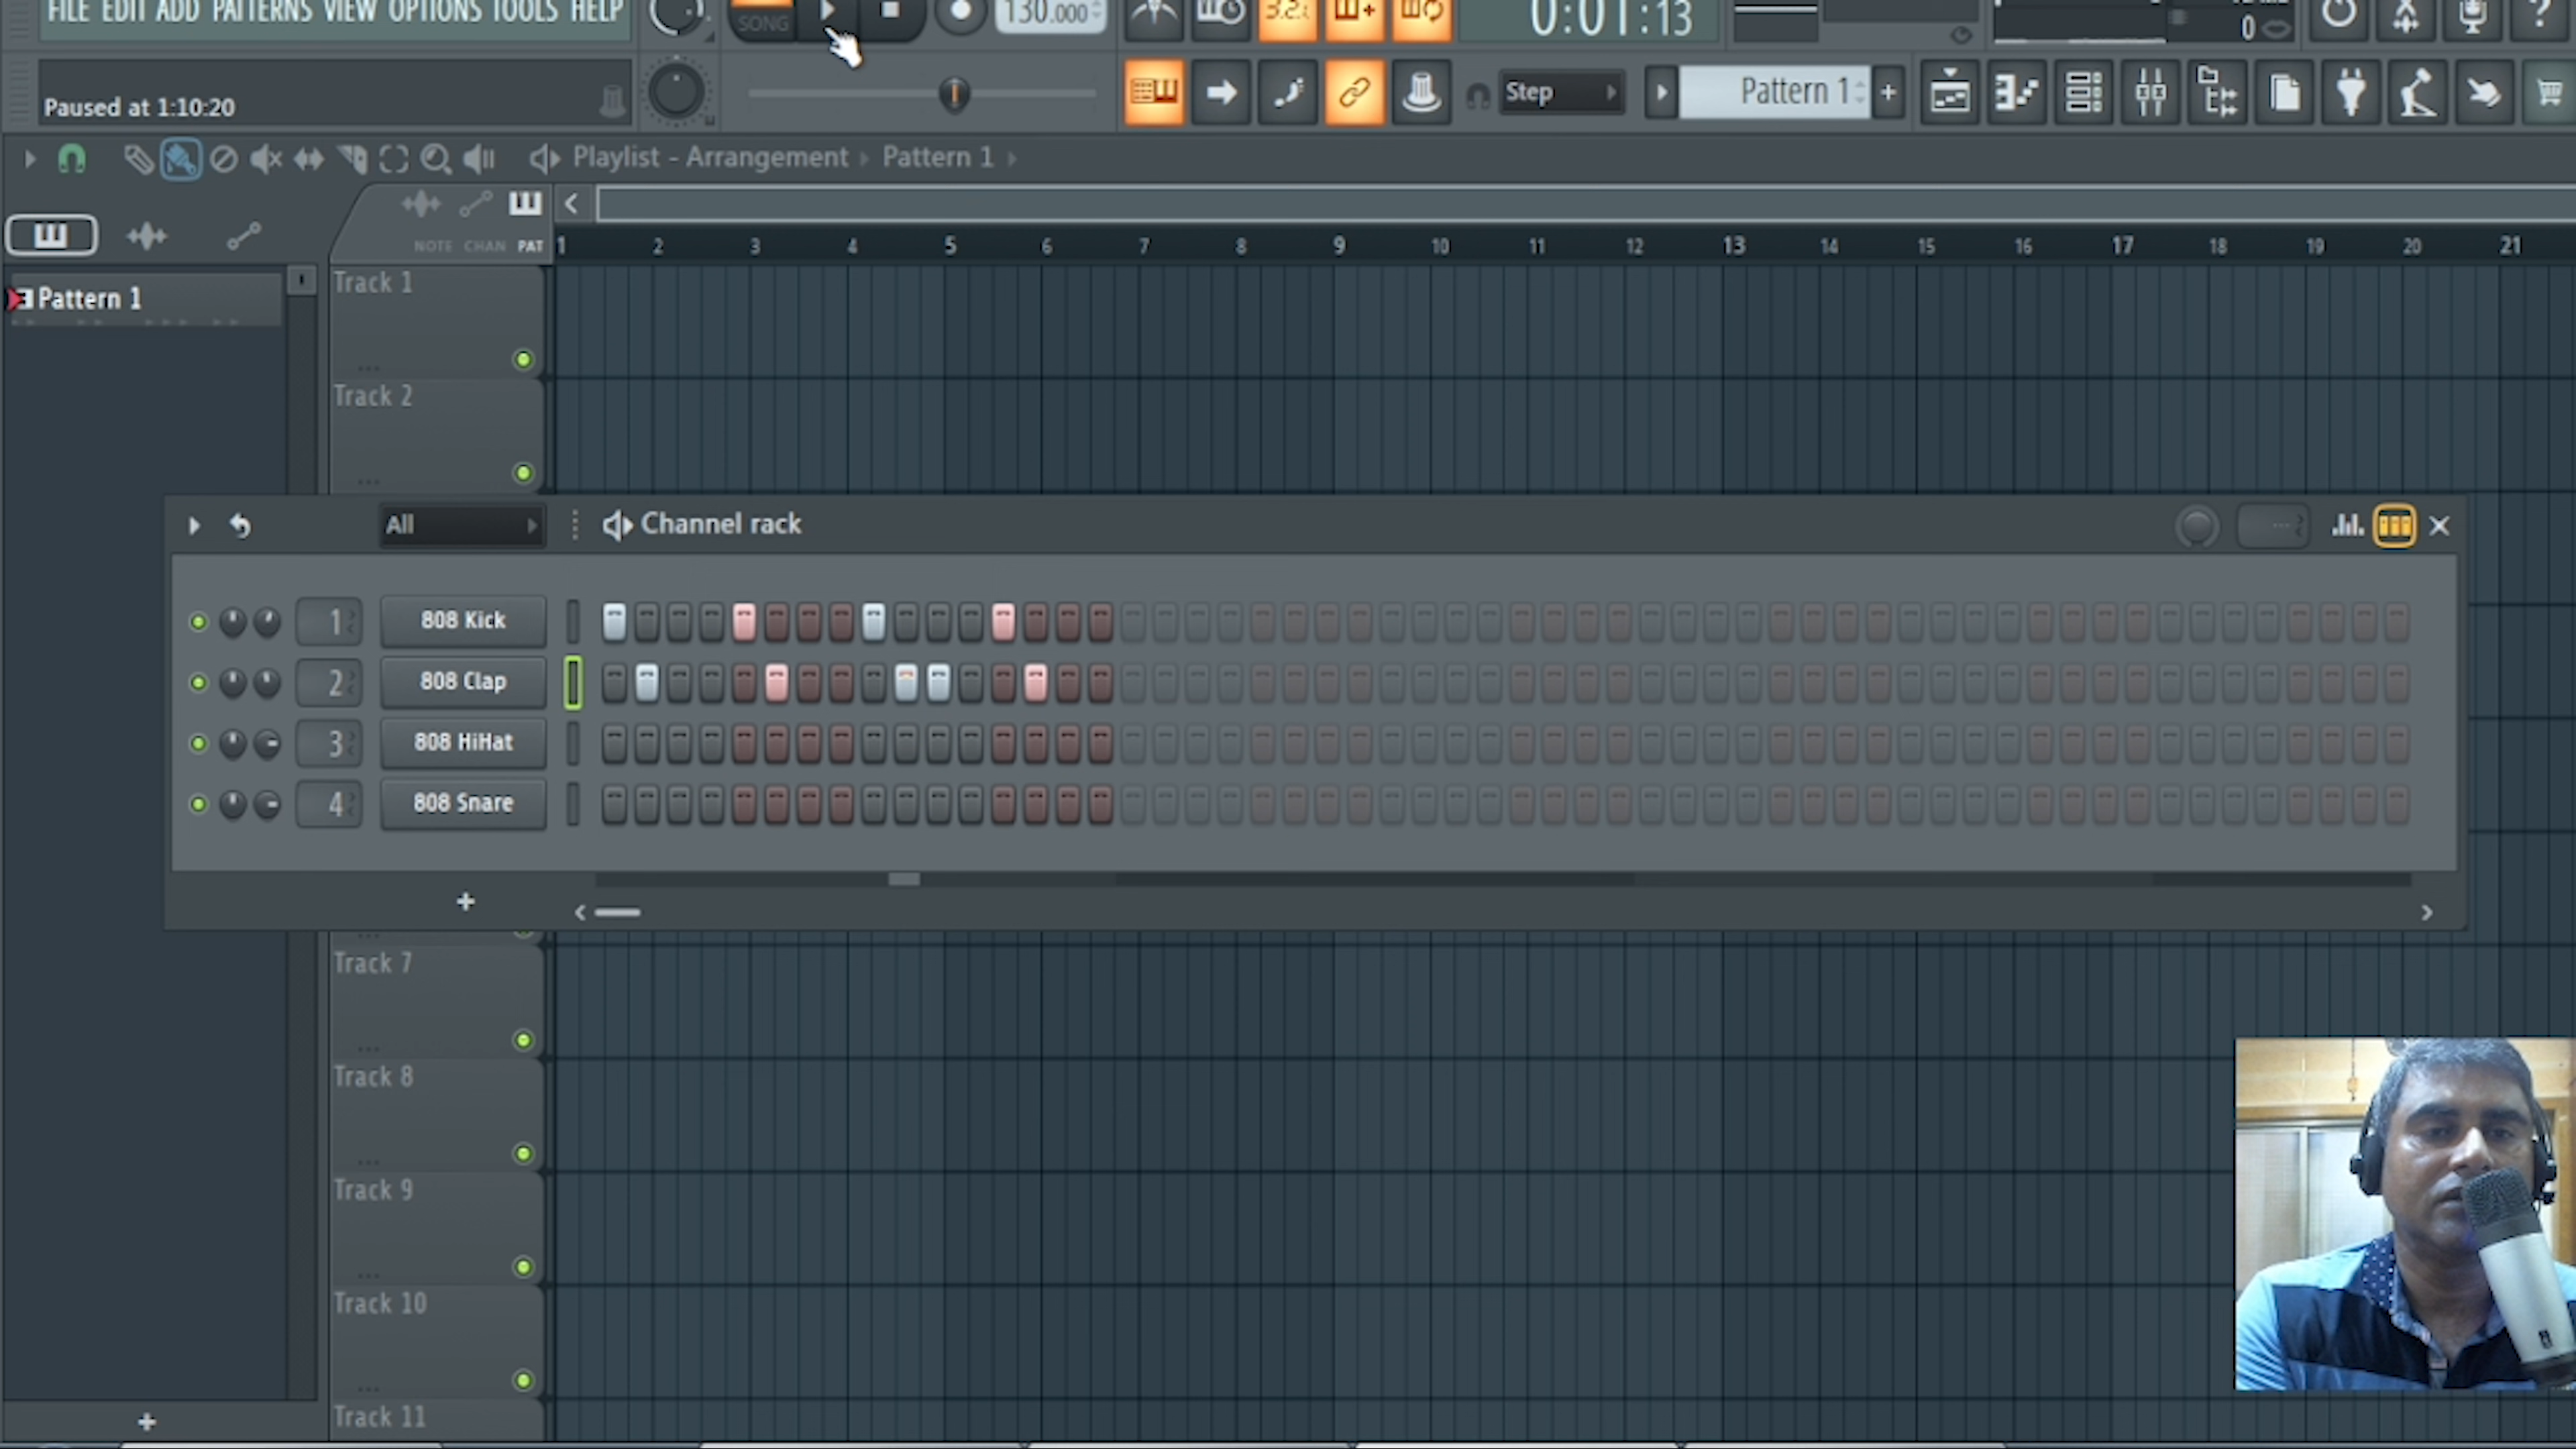 FILE EDIT ADD PATTERNS VIEW OPTIONS TOOLS HELP
SONG
130.000
3.2.
0:01:13
0
?
Paused at 1:10:20
Step
Pattern 1
+
Playlist - Arrangement
Pattern 1
NOTE CHAN PAT
1 2 3 4 5 6 7 8 9 10 11 12 13 14 15 16 17 18 19 20 21
Pattern 1
Track 1
Track 2
All
Channel rack
1 808 Kick
2 808 Clap
3 808 HiHat
4 808 Snare
+
Track 7
Track 8
Track 9
Track 10
Track 11
+